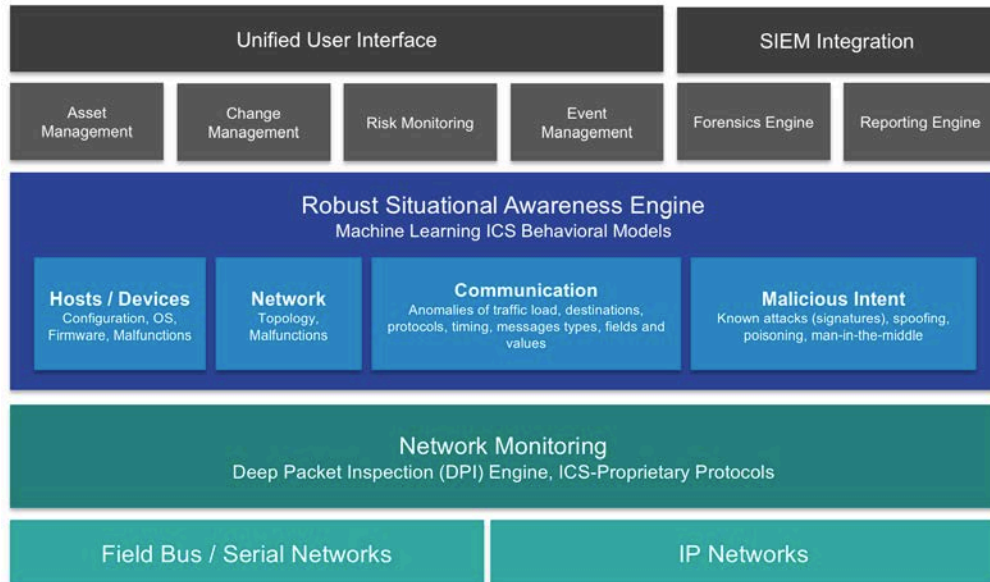 Unified User Interface
SIEM Integration
Asset
Management
Change
Management
Risk Monitoring
Event
Management
Forensics Engine
Reporting Engine
Robust Situational Awareness Engine
Machine Learning ICS Behavioral Models
Hosts / Devices
Configuration, OS,
Firmware, Malfunctions
Network
Topology,
Malfunctions
Communication
Anomalies of traffic load, destinations,
protocols, timing, messages types, fields and
values
Malicious Intent
Known attacks (signatures), spoofing,
poisoning, man-in-the-middle
Network Monitoring
Deep Packet Inspection (DPI) Engine, ICS-Proprietary Protocols
Field Bus / Serial Networks
IP Networks